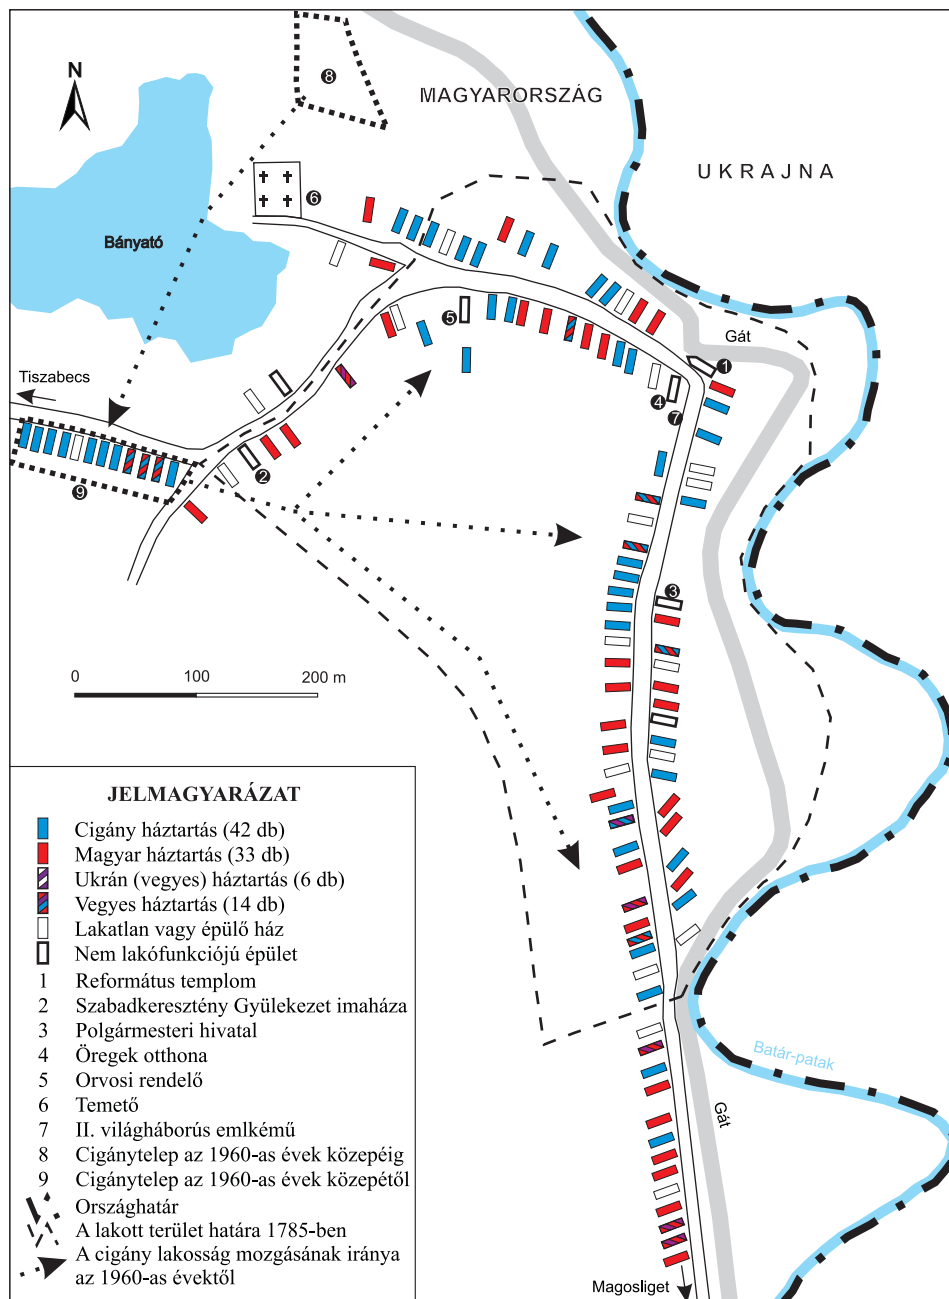 8
N
MAGYARORSZÁG
UKRAJNA
6
Bányató
5
Gát
1
Tiszabecs
4
7
2
9
3
0 100 200 m
JELMAGYARÁZAT
Cigány háztartás (42 db)
Magyar háztartás (33 db)
Ukrán (vegyes) háztartás (6 db)
Vegyes háztartás (14 db)
Lakatlan vagy épülő ház
Nem lakófunkciójú épület
1 Református templom
2 Szabadkeresztény Gyülekezet imaháza
3 Polgármesteri hivatal
4 Öregek otthona
5 Orvosi rendelő
6 Temető
7 II. világháborús emlkémű
8 Cigánytelep az 1960-as évek közepéig
9 Cigánytelep az 1960-as évek közepétől
Országhatár
A lakott terület határa 1785-ben
A cigány lakosság mozgásának iránya
az 1960-as évektől
Batár-patak
Gát
Magosliget